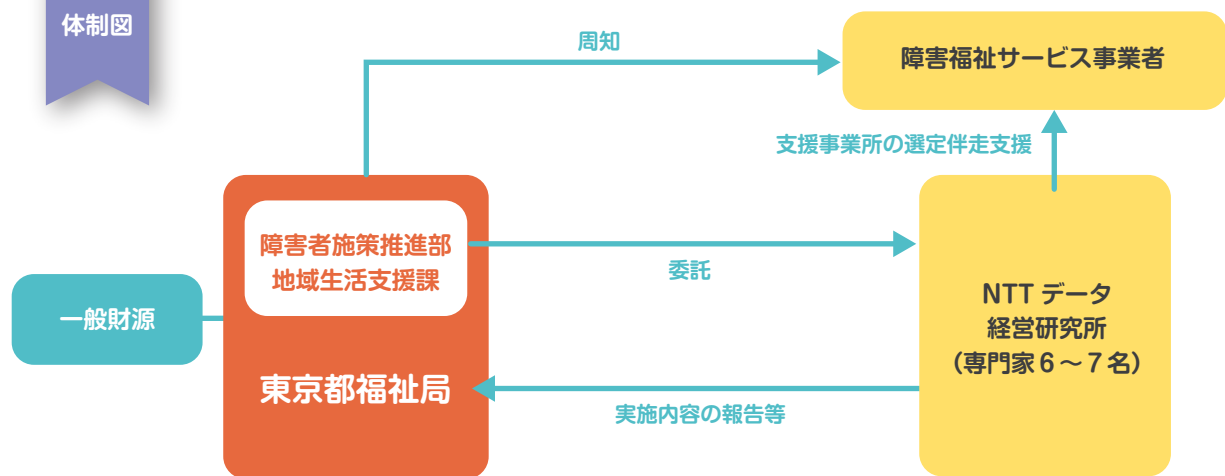 体制図
周知
障害福祉サービス事業者
支援事業所の選定伴走支援
障害者施策推進部
地域生活支援課
委託
一般財源
NTT データ
経営研究所
（専門家６～７名）
東京都福祉局
実施内容の報告等